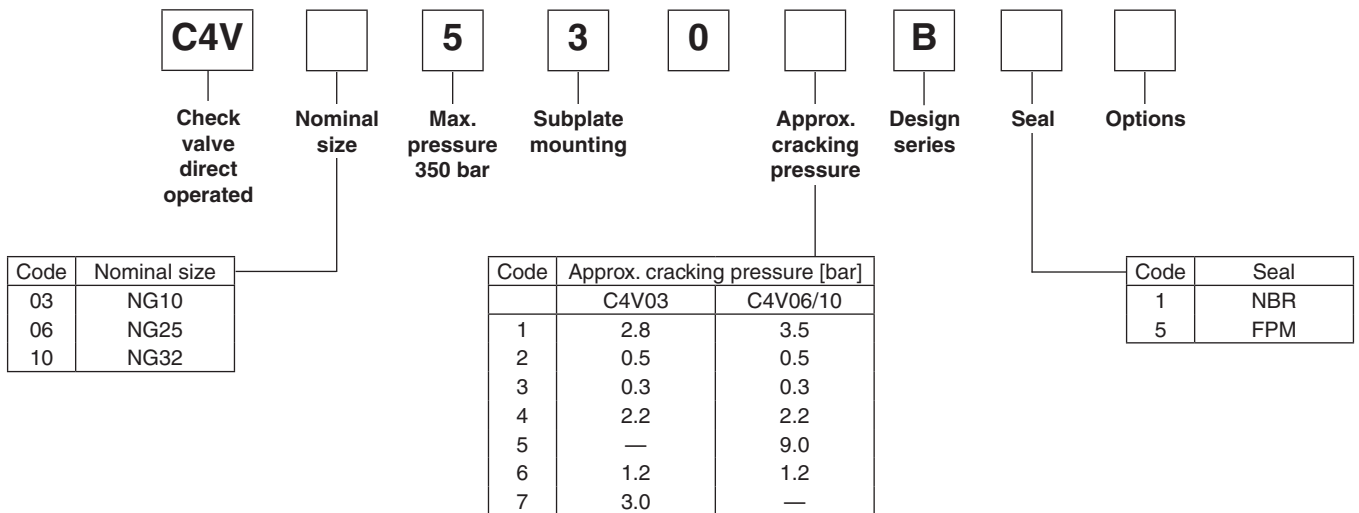 C4V 5 3 0 B
Check Nominal Max. Subplate Approx. Design Seal Options
valve size pressure mounting cracking series
direct 350 bar pressure
operated
Code Nominal size Code Approx. cracking pressure [bar] Code Seal
03 NG10 C4V03 C4V06/10 1 NBR
06 NG25 1 2.8 3.5 5 FPM
10 NG32 2 0.5 0.5
3 0.3 0.3
4 2.2 2.2
5 — 9.0
6 1.2 1.2
7 3.0 —